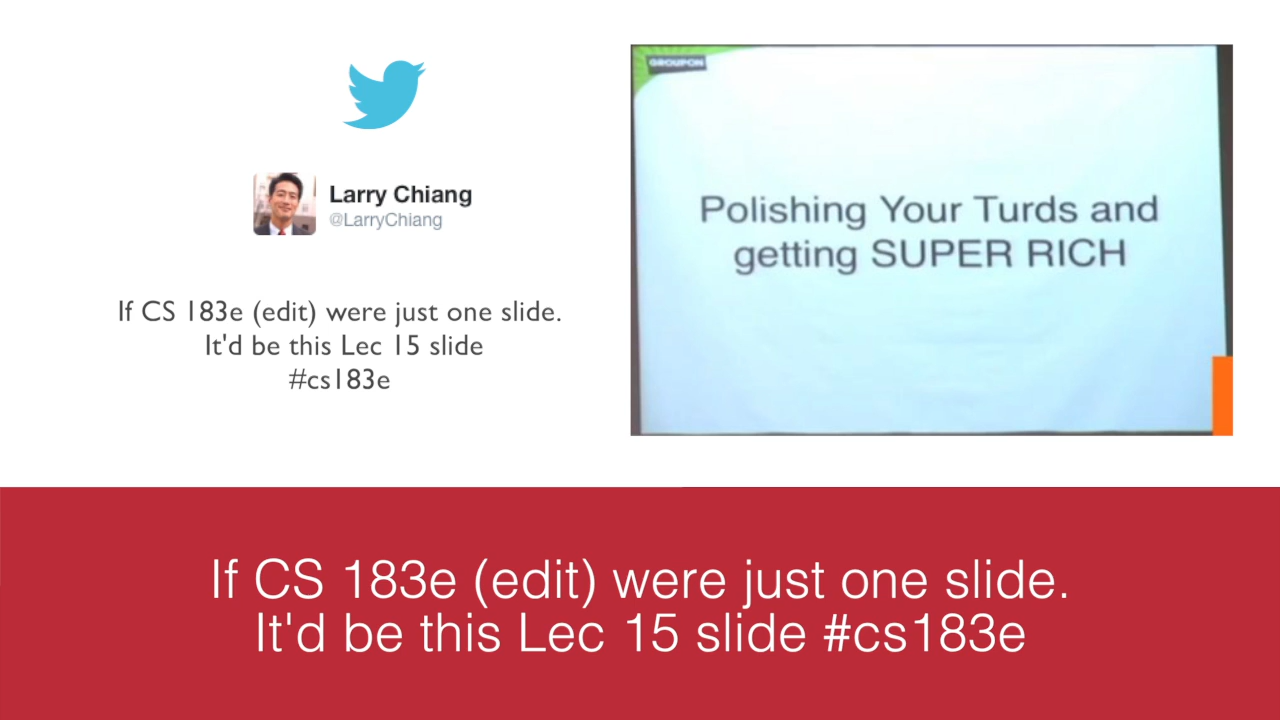 Larry Chiang
@LarryChiang
If CS 183e (edit) were just one slide.
It'd be this Lec 15 slide
#cs183e
GROUPON
Polishing Your Turds and
getting SUPER RICH
If CS 183e (edit) were just one slide.
It'd be this Lec 15 slide #cs183e